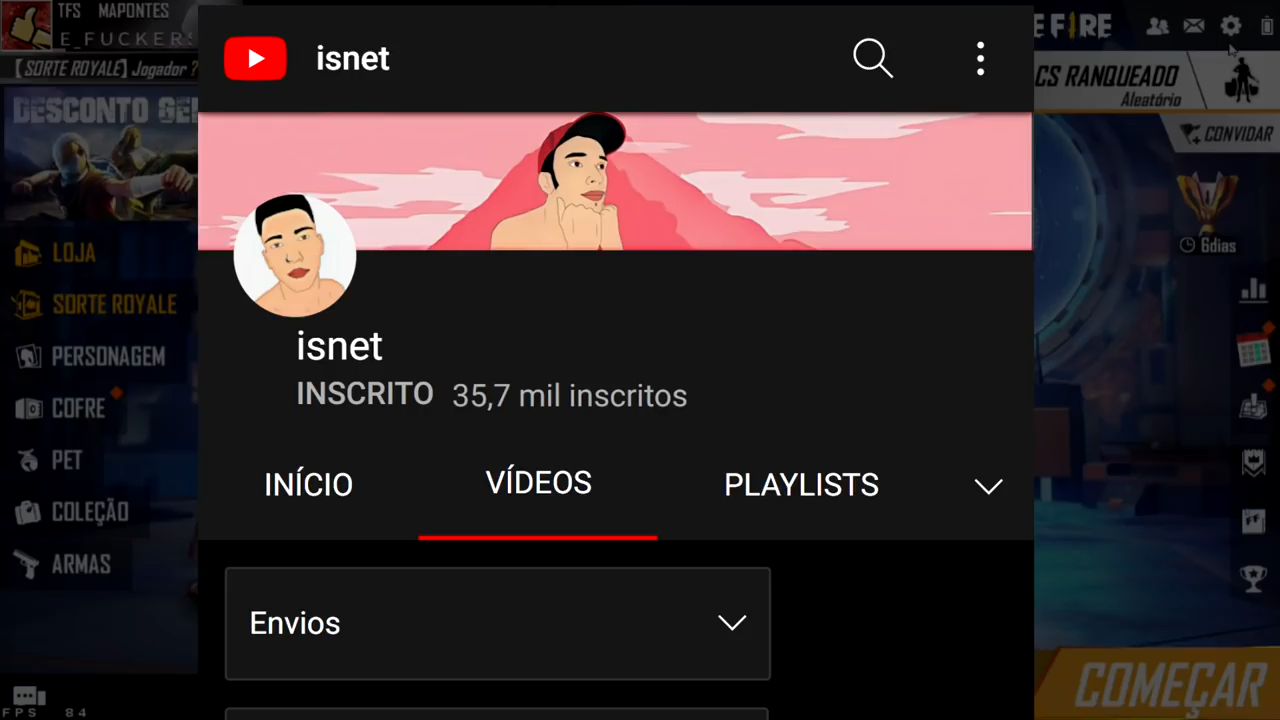 TFS MAPONTES
E_FUCKERS
[SORTE ROYALE] Jogador ?
DESCONTO GE
LOJA
SORTE ROYALE
PERSONAGEM
COFRE
PET
COLEÇÃO
ARMAS
FPS 84
isnet
isnet
INSCRITO 35,7 mil inscritos
INÍCIO VÍDEOS PLAYLISTS
Envios
E FIRE
CS RANQUEADO
Aleatório
CONVIDAR
6dias
COMEÇAR